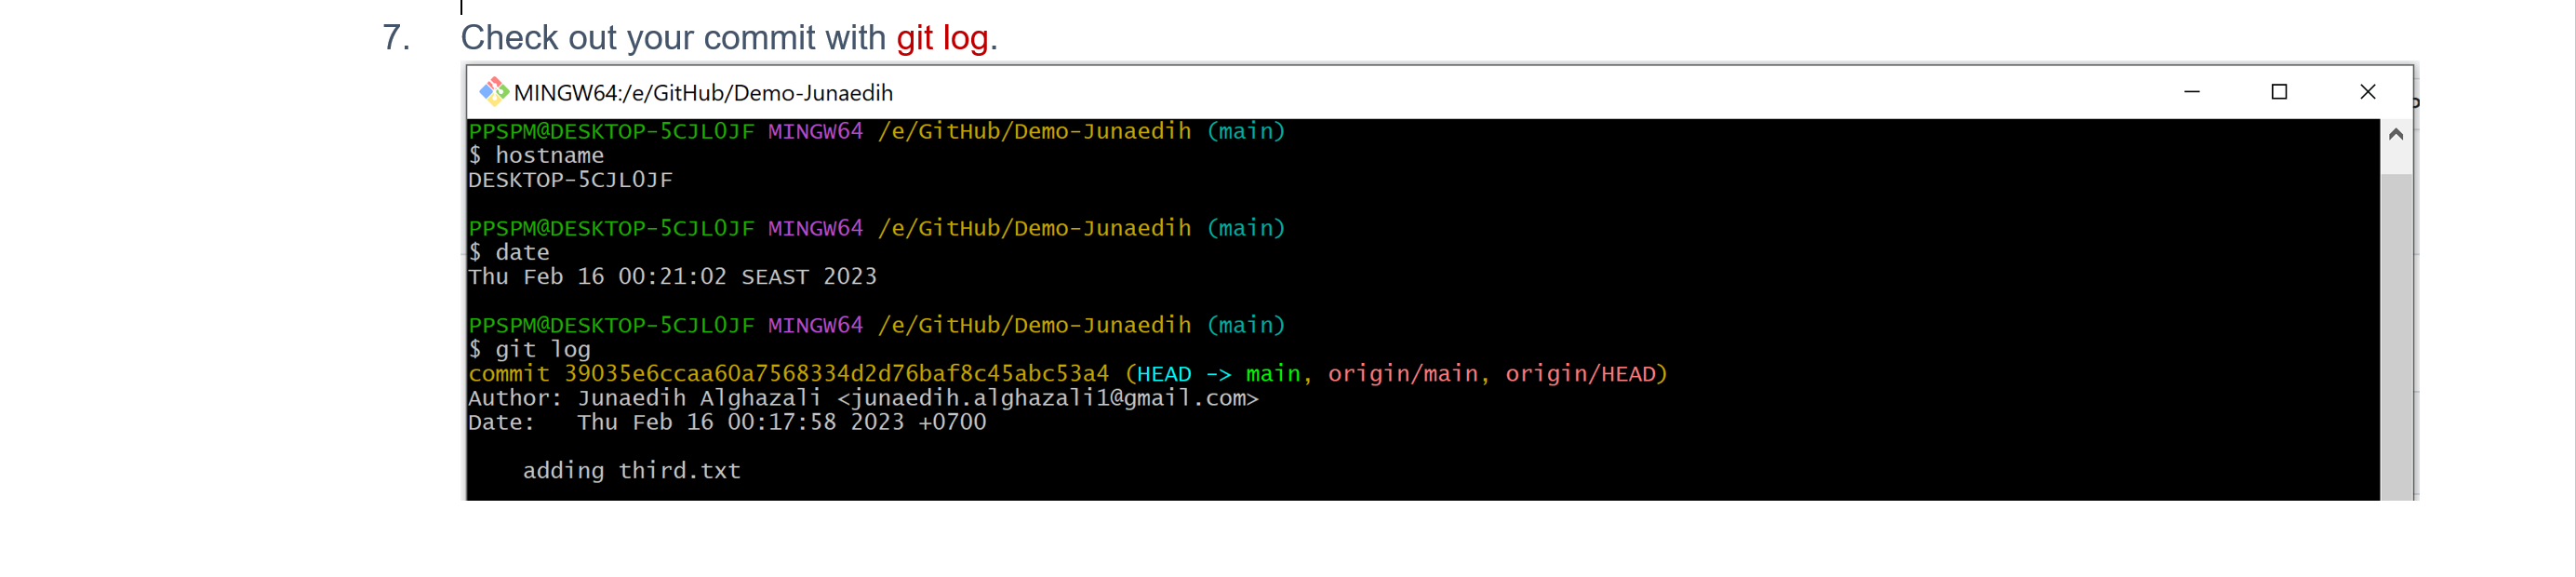 7. Check out your commit with git log.
MINGW64:/e/GitHub/Demo-Junaedih
PPSPM@DESKTOP-5CJL0JF MINGW64 /e/GitHub/Demo-Junaedih (main)
$ hostname
DESKTOP-5CJL0JF
PPSPM@DESKTOP-5CJL0JF MINGW64 /e/GitHub/Demo-Junaedih (main)
$ date
Thu Feb 16 00:21:02 SEAST 2023
PPSPM@DESKTOP-5CJL0JF MINGW64 /e/GitHub/Demo-Junaedih (main)
$ git log
commit 39035e6ccaa60a7568334d2d76baf8c45abc53a4 (HEAD -> main, origin/main, origin/HEAD)
Author: Junaedih Alghazali <junaedih.alghazali1@gmail.com>
Date:   Thu Feb 16 00:17:58 2023 +0700
    adding third.txt